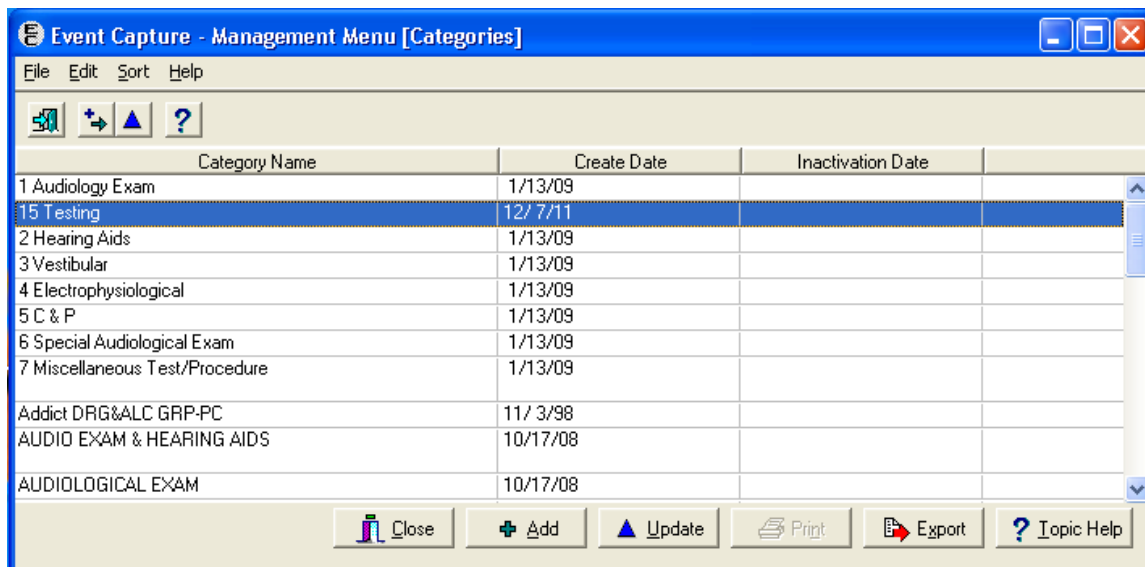 Event Capture - Management Menu [Categories]
File Edit Sort Help
Category Name Create Date Inactivation Date
1 Audiology Exam 1/13/09
15 Testing 12/ 7/11
2 Hearing Aids 1/13/09
3 Vestibular 1/13/09
4 Electrophysiological 1/13/09
5 C & P 1/13/09
6 Special Audiological Exam 1/13/09
7 Miscellaneous Test/Procedure 1/13/09
Addict DRG&ALC GRP-PC 11/ 3/98
AUDIO EXAM & HEARING AIDS 10/17/08
AUDIOLOGICAL EXAM 10/17/08
Close Add Update Print Export Topic Help